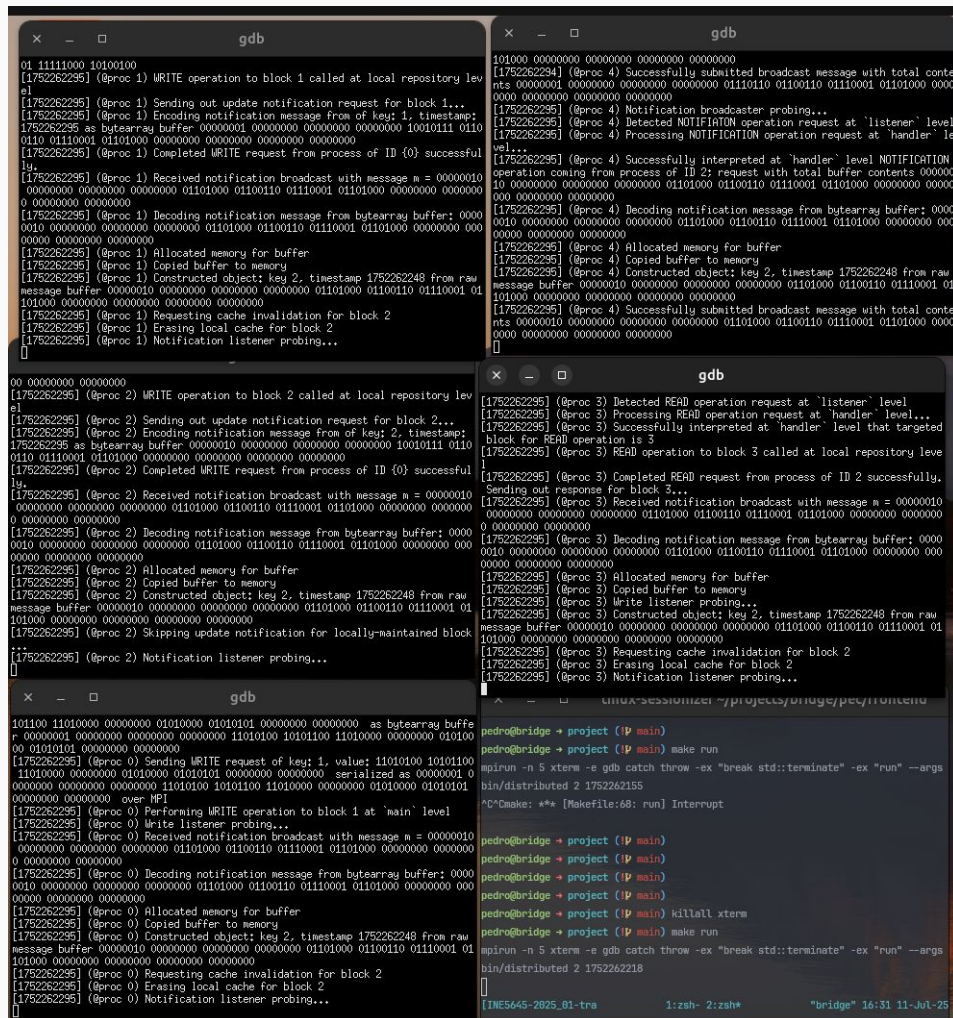 gdb
01 11111000 10100100
[1752262295] (@proc 1) WRITE operation to block 1 called at local repository lev
el
[1752262295] (@proc 1) Sending out update notification request for block 1...
[1752262295] (@proc 1) Encoding notification message from of key: 1, timestamp:
1752262295 as bytearray buffer 00000001 00000000 00000000 00000000 10010111 0110
0110 01110001 01101000 00000000 00000000 00000000 00000000
[1752262295] (@proc 1) Completed WRITE request from process of ID {0} successful
ly.
[1752262295] (@proc 1) Received notification broadcast with message m = 00000010
00000000 00000000 00000000 01101000 01100110 01110001 01101000 00000000 0000000
0 00000000 00000000
[1752262295] (@proc 1) Decoding notification message from bytearray buffer: 0000
0010 00000000 00000000 00000000 01101000 01100110 01110001 01101000 00000000 000
00000 00000000 00000000
[1752262295] (@proc 1) Allocated memory for buffer
[1752262295] (@proc 1) Copied buffer to memory
[1752262295] (@proc 1) Constructed object: key 2, timestamp 1752262248 from raw
message buffer 00000010 00000000 00000000 00000000 01101000 01100110 01110001 01
101000 00000000 00000000 00000000 00000000
[1752262295] (@proc 1) Requesting cache invalidation for block 2
[1752262295] (@proc 1) Erasing local cache for block 2
[1752262295] (@proc 1) Notification listener probing...
gdb
101000 00000000 00000000 00000000 00000000
[1752262294] (@proc 4) Successfully submitted broadcast message with total conte
nts 00000001 00000000 00000000 00000000 01110110 01100110 01110001 01101000 0000
0000 00000000 00000000 00000000
[1752262295] (@proc 4) Notification broadcaster probing...
[1752262295] (@proc 4) Detected NOTIFIATON operation request at `listener` level
[1752262295] (@proc 4) Processing NOTIFICATION operation request at `handler` le
vel...
[1752262295] (@proc 4) Successfully interpreted at `handler` level NOTIFICATION
operation coming from process of ID 2; request with total buffer contents 000000
10 00000000 00000000 00000000 01101000 01100110 01110001 01101000 00000000 00000
000 00000000 00000000
[1752262295] (@proc 4) Decoding notification message from bytearray buffer: 0000
0010 00000000 00000000 00000000 01101000 01100110 01110001 01101000 00000000 000
00000 00000000 00000000
[1752262295] (@proc 4) Allocated memory for buffer
[1752262295] (@proc 4) Copied buffer to memory
[1752262295] (@proc 4) Constructed object: key 2, timestamp 1752262248 from raw
message buffer 00000010 00000000 00000000 00000000 01101000 01100110 01110001 01
101000 00000000 00000000 00000000 00000000
[1752262295] (@proc 4) Successfully submitted broadcast message with total conte
nts 00000010 00000000 00000000 00000000 01101000 01100110 01110001 01101000 0000
0000 00000000 00000000 00000000
00 00000000 00000000
[1752262295] (@proc 2) WRITE operation to block 2 called at local repository lev
el
[1752262295] (@proc 2) Sending out update notification request for block 2...
[1752262295] (@proc 2) Encoding notification message from of key: 2, timestamp:
1752262295 as bytearray buffer 00000010 00000000 00000000 00000000 10010111 0110
0110 01110001 01101000 00000000 00000000 00000000 00000000
[1752262295] (@proc 2) Completed WRITE request from process of ID {0} successful
ly.
[1752262295] (@proc 2) Received notification broadcast with message m = 00000010
00000000 00000000 00000000 01101000 01100110 01110001 01101000 00000000 0000000
0 00000000 00000000
[1752262295] (@proc 2) Decoding notification message from bytearray buffer: 0000
0010 00000000 00000000 00000000 01101000 01100110 01110001 01101000 00000000 000
00000 00000000 00000000
[1752262295] (@proc 2) Allocated memory for buffer
[1752262295] (@proc 2) Copied buffer to memory
[1752262295] (@proc 2) Constructed object: key 2, timestamp 1752262248 from raw
message buffer 00000010 00000000 00000000 00000000 01101000 01100110 01110001 01
101000 00000000 00000000 00000000 00000000
[1752262295] (@proc 2) Skipping update notification for locally-maintained block
...
[1752262295] (@proc 2) Notification listener probing...
gdb
[1752262295] (@proc 3) Detected READ operation request at `listener` level
[1752262295] (@proc 3) Processing READ operation request at `handler` level...
[1752262295] (@proc 3) Successfully interpreted at `handler` level that targeted
block for READ operation is 3
[1752262295] (@proc 3) READ operation to block 3 called at local repository leve
l
[1752262295] (@proc 3) Completed READ request from process of ID 2 successfully.
Sending out response for block 3...
[1752262295] (@proc 3) Received notification broadcast with message m = 00000010
00000000 00000000 00000000 01101000 01100110 01110001 01101000 00000000 0000000
0 00000000 00000000
[1752262295] (@proc 3) Decoding notification message from bytearray buffer: 0000
0010 00000000 00000000 00000000 01101000 01100110 01110001 01101000 00000000 000
00000 00000000 00000000
[1752262295] (@proc 3) Allocated memory for buffer
[1752262295] (@proc 3) Copied buffer to memory
[1752262295] (@proc 3) Write listener probing...
[1752262295] (@proc 3) Constructed object: key 2, timestamp 1752262248 from raw
message buffer 00000010 00000000 00000000 00000000 01101000 01100110 01110001 01
101000 00000000 00000000 00000000 00000000
[1752262295] (@proc 3) Requesting cache invalidation for block 2
[1752262295] (@proc 3) Erasing local cache for block 2
[1752262295] (@proc 3) Notification listener probing...
gdb
101100 11010000 00000000 01010000 01010101 00000000 00000000  as bytearray buffe
r 00000001 00000000 00000000 00000000 11010100 10101100 11010000 00000000 010100
00 01010101 00000000 00000000
[1752262295] (@proc 0) Sending WRITE request of key: 1, value: 11010100 10101100
11010000 00000000 01010000 01010101 00000000 00000000  serialized as 00000001 0
0000000 00000000 00000000 11010100 10101100 11010000 00000000 01010000 01010101
00000000 00000000  over MPI
[1752262295] (@proc 0) Performing WRITE operation to block 1 at `main` level
[1752262295] (@proc 0) Write listener probing...
[1752262295] (@proc 0) Received notification broadcast with message m = 00000010
00000000 00000000 00000000 01101000 01100110 01110001 01101000 00000000 0000000
0 00000000 00000000
[1752262295] (@proc 0) Decoding notification message from bytearray buffer: 0000
0010 00000000 00000000 00000000 01101000 01100110 01110001 01101000 00000000 000
00000 00000000 00000000
[1752262295] (@proc 0) Allocated memory for buffer
[1752262295] (@proc 0) Copied buffer to memory
[1752262295] (@proc 0) Constructed object: key 2, timestamp 1752262248 from raw
message buffer 00000010 00000000 00000000 00000000 01101000 01100110 01110001 01
101000 00000000 00000000 00000000 00000000
[1752262295] (@proc 0) Requesting cache invalidation for block 2
[1752262295] (@proc 0) Erasing local cache for block 2
[1752262295] (@proc 0) Notification listener probing...
tmux-sessionizer ~/projects/bridge/pec/frontend
pedro@bridge → project (! main)
pedro@bridge → project (! main) make run
mpirun -n 5 xterm -e gdb catch throw -ex "break std::terminate" -ex "run" --args
bin/distributed 2 1752262155
^C^Cmake: *** [Makefile:68: run] Interrupt
pedro@bridge → project (! main)
pedro@bridge → project (! main)
pedro@bridge → project (! main)
pedro@bridge → project (! main)
pedro@bridge → project (! main) killall xterm
pedro@bridge → project (! main) make run
mpirun -n 5 xterm -e gdb catch throw -ex "break std::terminate" -ex "run" --args
bin/distributed 2 1752262218
[INE5645-2025_01-tra 1:zsh- 2:zsh* "bridge" 16:31 11-Jul-25